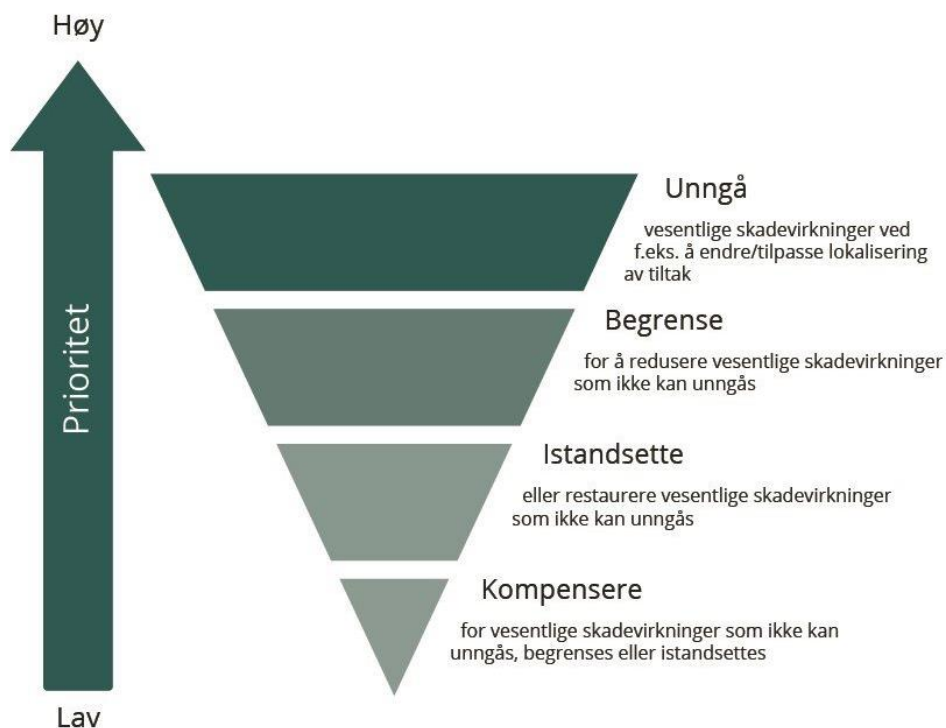 Høy
Prioritet
Unngå
vesentlige skadevirkninger ved
f.eks. å endre/tilpasse lokalisering
av tiltak
Begrense
for å redusere vesentlige skadevirkninger
som ikke kan unngås
Istandsette
eller restaurere vesentlige skadevirkninger
som ikke kan unngås
Kompensere
for vesentlige skadevirkninger som ikke kan
unngås, begrenses eller istandsettes
Lav